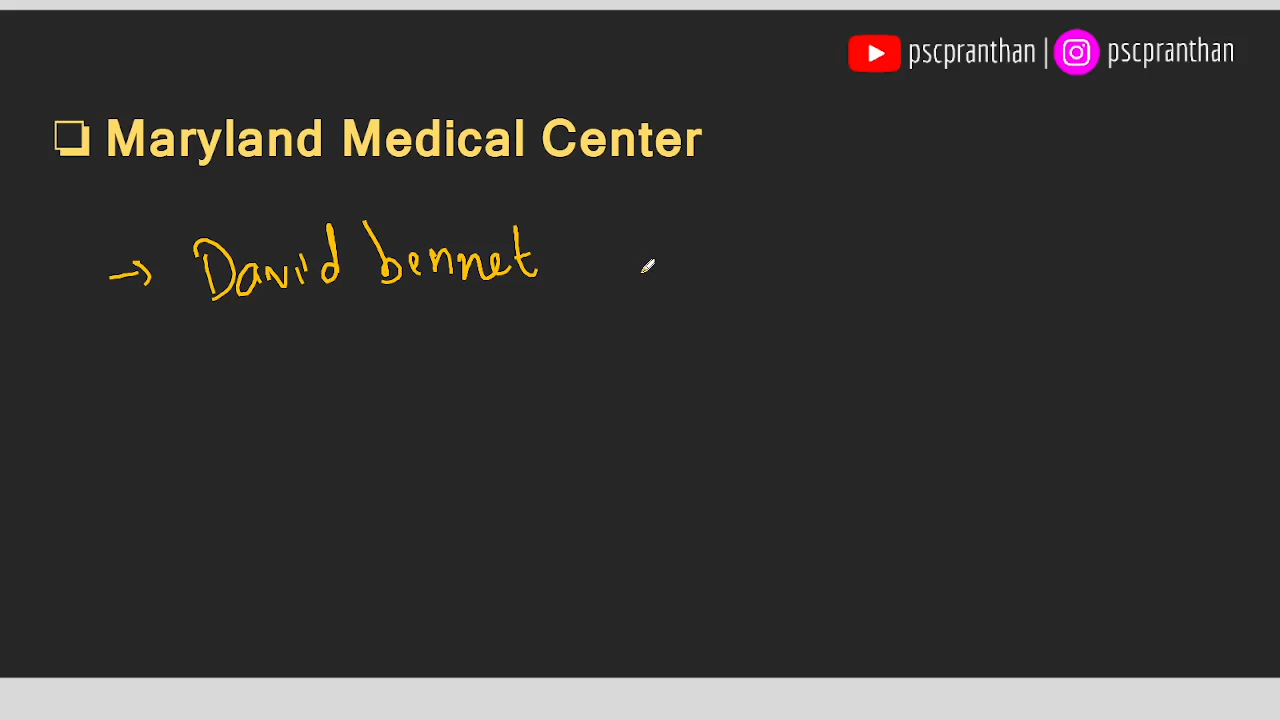 pscpranthan | pscpranthan
Maryland Medical Center
→ David bennet